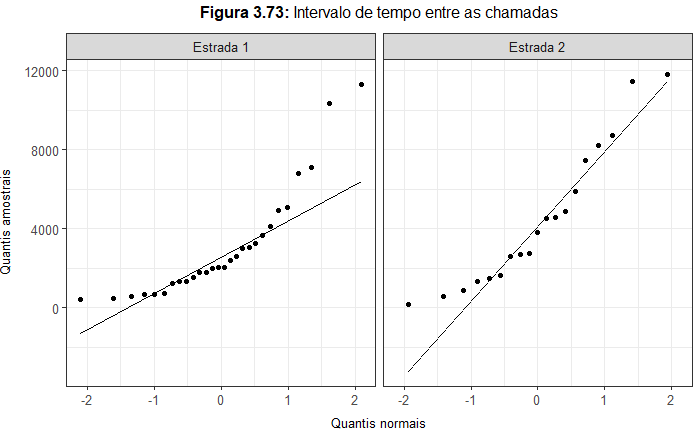 Figura 3.73: Intervalo de tempo entre as chamadas
Estrada 1
Estrada 2
Quantis amostrais
12000
8000
4000
0
-2 -1 0 1 2
-2 -1 0 1 2
Quantis normais